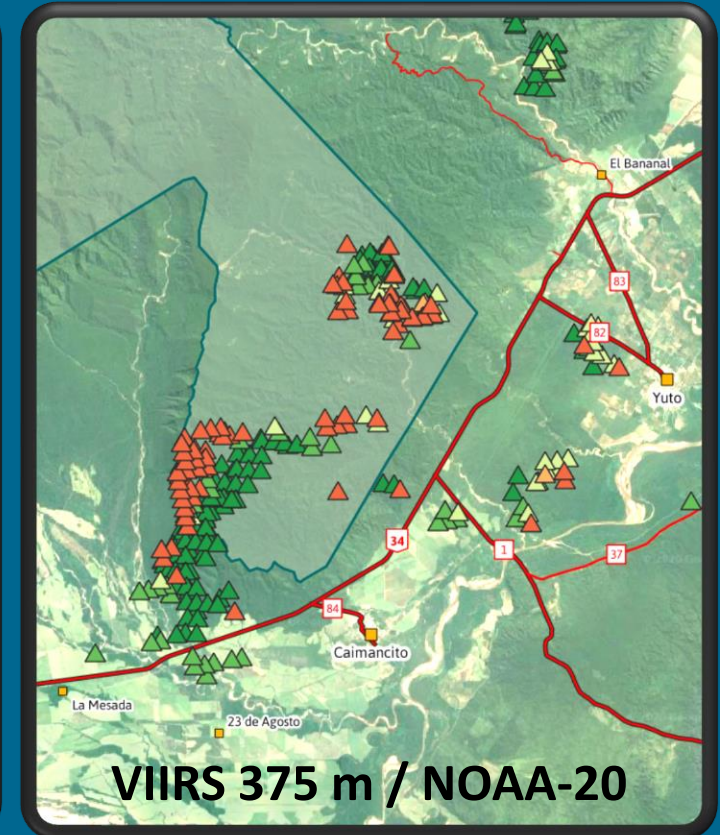 El Bananal
83
82
Yuto
34
1
37
84
Caimancito
La Mesada
23 de Agosto
VIIRS 375 m / NOAA-20